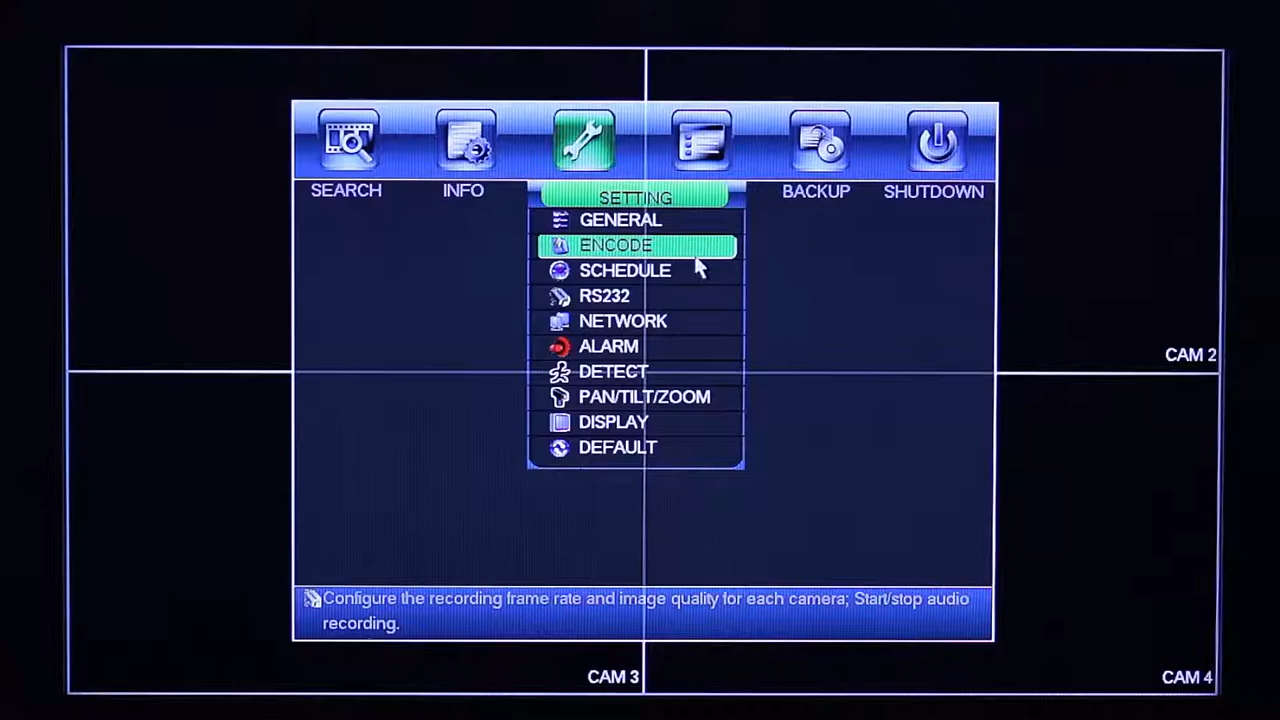 SEARCH
INFO
BACKUP
SHUTDOWN
SETTING
GENERAL
ENCODE
SCHEDULE
RS232
NETWORK
ALARM
DETECT
PAN/TILT/ZOOM
DISPLAY
DEFAULT
CAM 2
Configure the recording frame rate and image quality for each camera; Start/stop audio
recording.
CAM 3
CAM 4